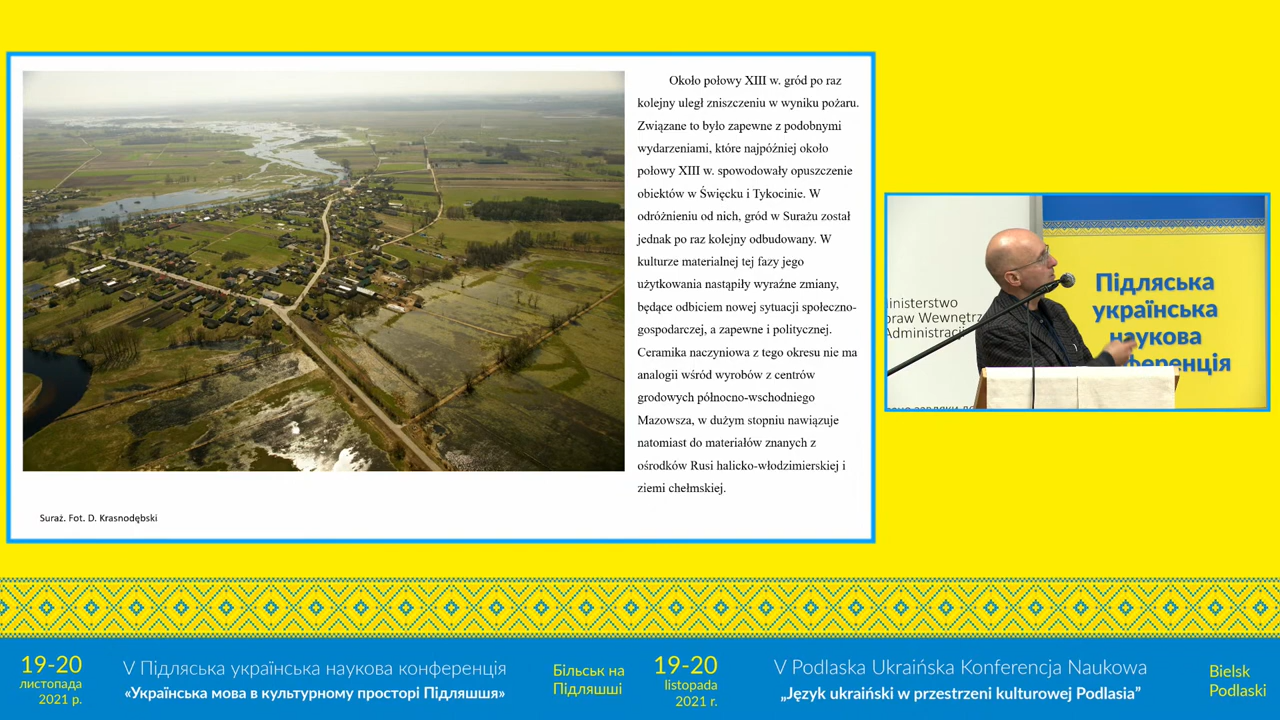 Około połowy XIII w. gród po raz
kolejny uległ zniszczeniu w wyniku pożaru.
Związane to było zapewne z podobnymi
wydarzeniami, które najpóźniej około
połowy XIII w. spowodowały opuszczenie
obiektów w Święcku i Tykocinie. W
odróżnieniu od nich, gród w Surażu został
jednak po raz kolejny odbudowany. W
kulturze materialnej tej fazy jego
użytkowania nastąpiły wyraźne zmiany,
będące odbiciem nowej sytuacji społeczno-
gospodarczej, a zapewne i politycznej.
Ceramika naczyniowa z tego okresu nie ma
analogii wśród wyrobów z centrów
grodowych północno-wschodniego
Mazowsza, w dużym stopniu nawiązuje
natomiast do materiałów znanych z
ośrodków Rusi halicko-włodzimierskiej i
ziemi chełmskiej.
Suraż. Fot. D. Krasnodębski
Підляська
українська
наукова
19-20
листопада
2021 р.
V Підляська українська наукова конференція
«Українська мова в культурному просторі Підляшшя»
Більськ на
Підляшші
19-20
listopada
2021 r.
V Podlaska Ukraińska Konferencja Naukowa
„Język ukraiński w przestrzeni kulturowej Podlasia”
Bielsk
Podlaski